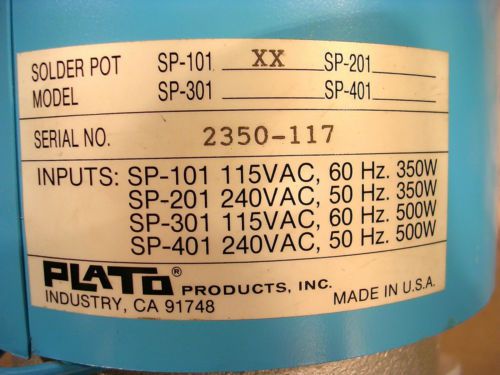 SOLDER POT SP-101 XX SP-201
MODEL SP-301 SP-401
SERIAL NO. 2350-117
INPUTS: SP-101 115VAC, 60 Hz. 350W
SP-201 240VAC, 50 Hz. 350W
SP-301 115VAC, 60 Hz. 500W
SP-401 240VAC, 50 Hz. 500W
PLATO® PRODUCTS, INC.
INDUSTRY, CA 91748 MADE IN U.S.A.